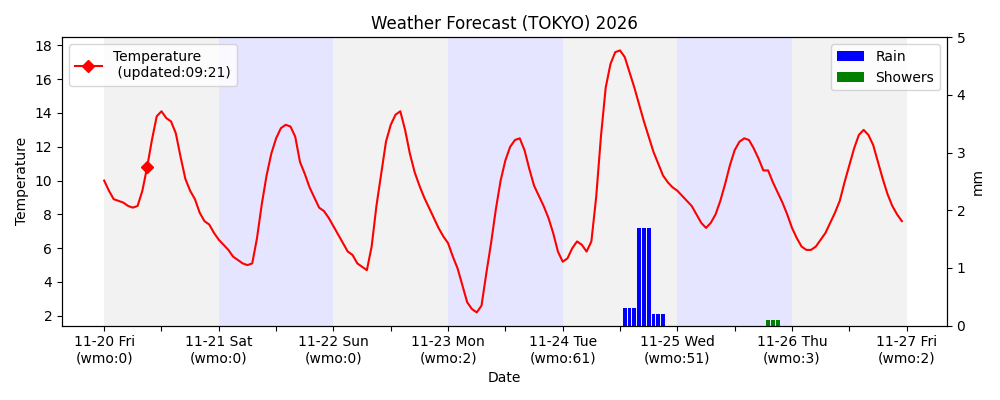 Weather Forecast (TOKYO) 2026
Temperature
(updated:09:21)
Rain
Showers
18
16
14
12
10
8
6
4
2
Temperature
5
4
3
2
1
0
mm
11-20 Fri
(wmo:0)
11-21 Sat
(wmo:0)
11-22 Sun
(wmo:0)
11-23 Mon
(wmo:2)
11-24 Tue
(wmo:61)
11-25 Wed
(wmo:51)
11-26 Thu
(wmo:3)
11-27 Fri
(wmo:2)
Date